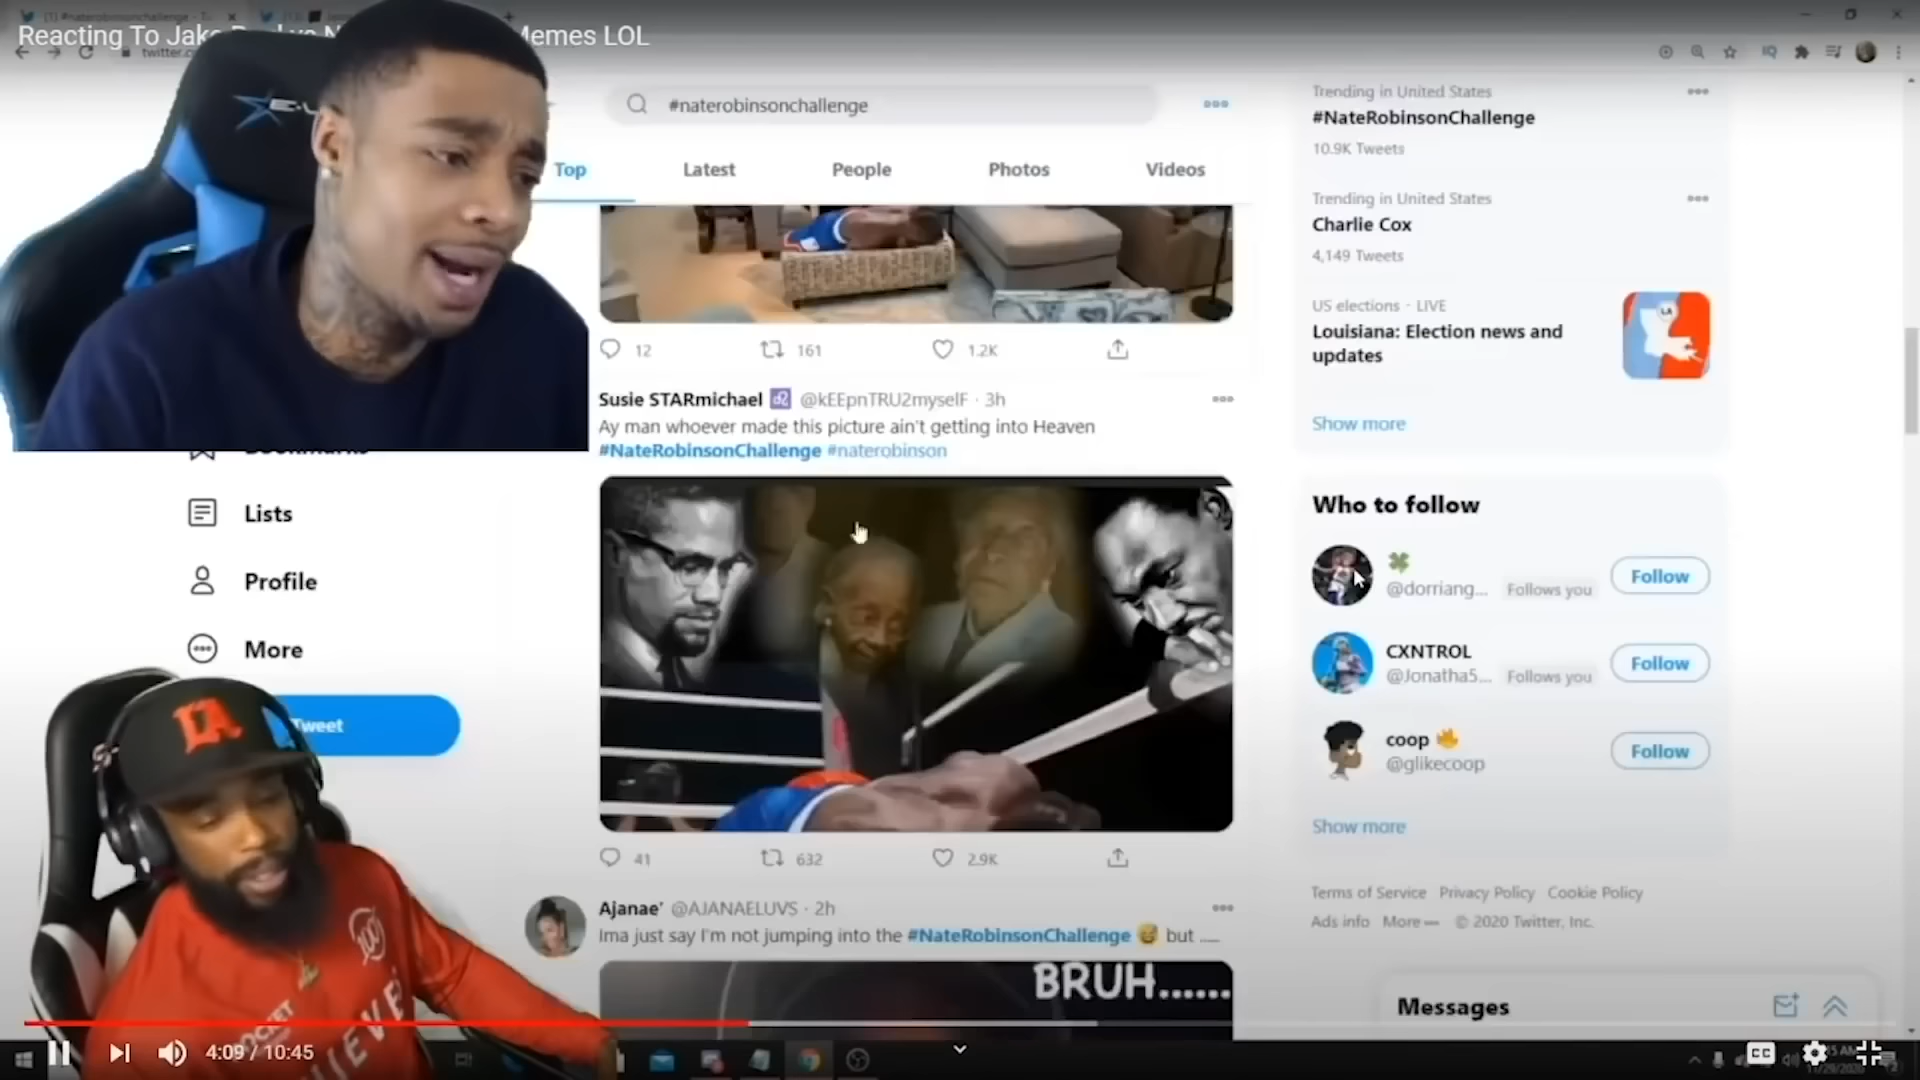 Reacting To Jake Memes LOL
#naterobinsonchallenge
Top
Latest
People
Photos
Videos
12
161
1.2K
Susie STARmichael ♌ @kEEpnTRU2myselF · 3h
Ay man whoever made this picture ain't getting into Heaven
#NateRobinsonChallenge #naterobinson
41
632
2.9K
Ajanae' @AJANAELUVS · 2h
Ima just say I'm not jumping into the #NateRobinsonChallenge 😅 but .....
BRUH......
Lists
Profile
More
Tweet
LA
100
Trending in United States
#NateRobinsonChallenge
10.9K Tweets
Trending in United States
Charlie Cox
4,149 Tweets
US elections · LIVE
Louisiana: Election news and
updates
LA
Show more
Who to follow
🍀
@dorriang... Follows you
Follow
CXNTROL
@Jonatha5... Follows you
Follow
coop 🔥
@glikecoop
Follow
Show more
Terms of Service Privacy Policy Cookie Policy
Ads info More — © 2020 Twitter, Inc.
Messages
4:09 / 10:45
CC